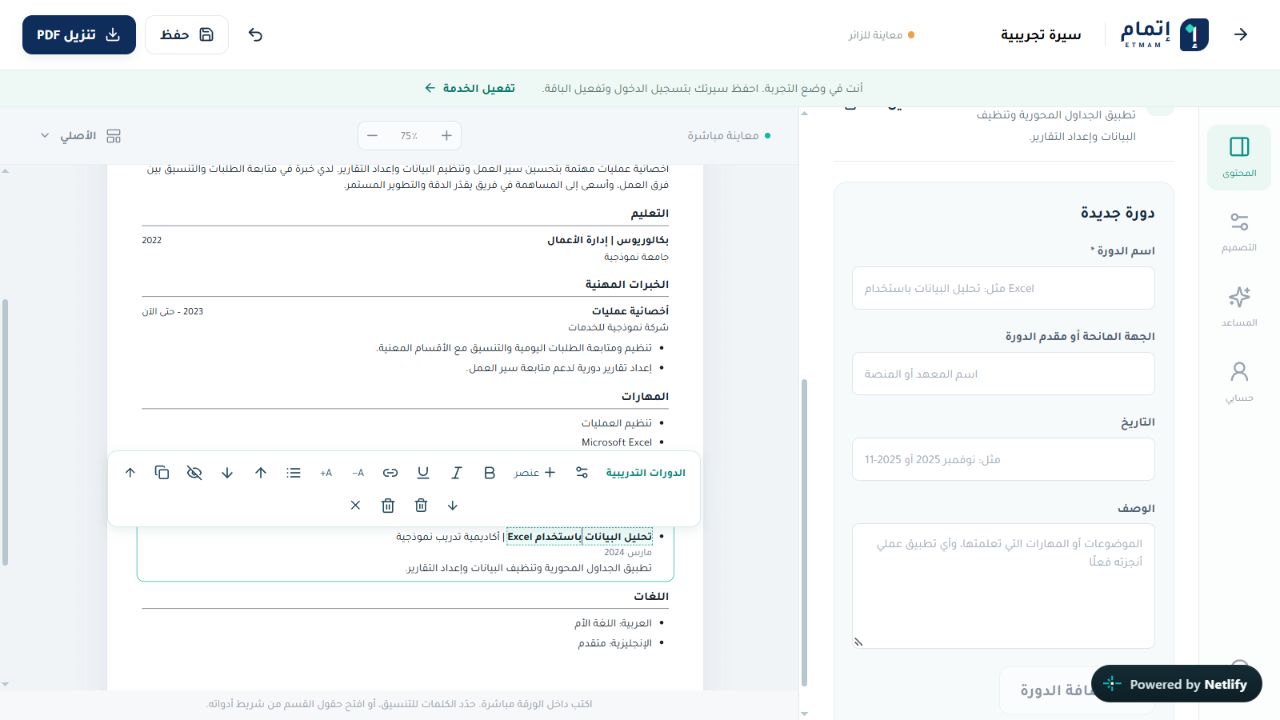 إتمام
ETMAM
سيرة تجريبية
معاينة للزائر
حفظ
تنزيل PDF
أنت في وضع التجربة. احفظ سيرتك بتسجيل الدخول وتفعيل الباقة.
تفعيل الخدمة
المحتوى
التصميم
المساعد
حسابي
تطبيق الجداول المحورية وتنظيف
البيانات وإعداد التقارير.
دورة جديدة
اسم الدورة *
مثل: تحليل البيانات باستخدام Excel
الجهة المانحة أو مقدم الدورة
اسم المعهد أو المنصة
التاريخ
مثل: نوفمبر 2025 أو 2025-11
الوصف
الموضوعات أو المهارات التي تعلمتها، وأي تطبيق عملي
أنجزته فعلًا
الدورة
Powered by Netlify
معاينة مباشرة
75٪
الأصلي
أخصائية عمليات مهتمة بتحسين سير العمل وتنظيم البيانات وإعداد التقارير. لدي خبرة في متابعة الطلبات والتنسيق بين
فرق العمل، وأسعى إلى المساهمة في فريق يقدّر الدقة والتطوير المستمر.
التعليم
بكالوريوس | إدارة الأعمال
2022
جامعة نموذجية
الخبرات المهنية
أخصائية عمليات
2023 - حتى الآن
شركة نموذجية للخدمات
تنظيم ومتابعة الطلبات اليومية والتنسيق مع الأقسام المعنية.
إعداد تقارير دورية لدعم متابعة سير العمل.
المهارات
تنظيم العمليات
Microsoft Excel
الدورات التدريبية
+ عنصر
B
I
U
A−
A+
تحليل البيانات باستخدام Excel | أكاديمية تدريب نموذجية
مارس 2024
تطبيق الجداول المحورية وتنظيف البيانات وإعداد التقارير.
اللغات
العربية: اللغة الأم
الإنجليزية: متقدم
اكتب داخل الورقة مباشرة. حدّد الكلمات للتنسيق، أو افتح حقول القسم من شريط أدواته.